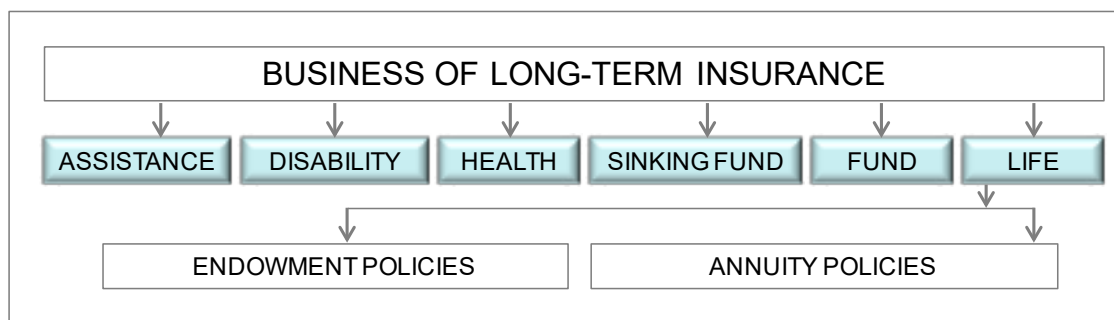 BUSINESS OF LONG-TERM INSURANCE
ASSISTANCE DISABILITY HEALTH SINKING FUND FUND LIFE
ENDOWMENT POLICIES ANNUITY POLICIES